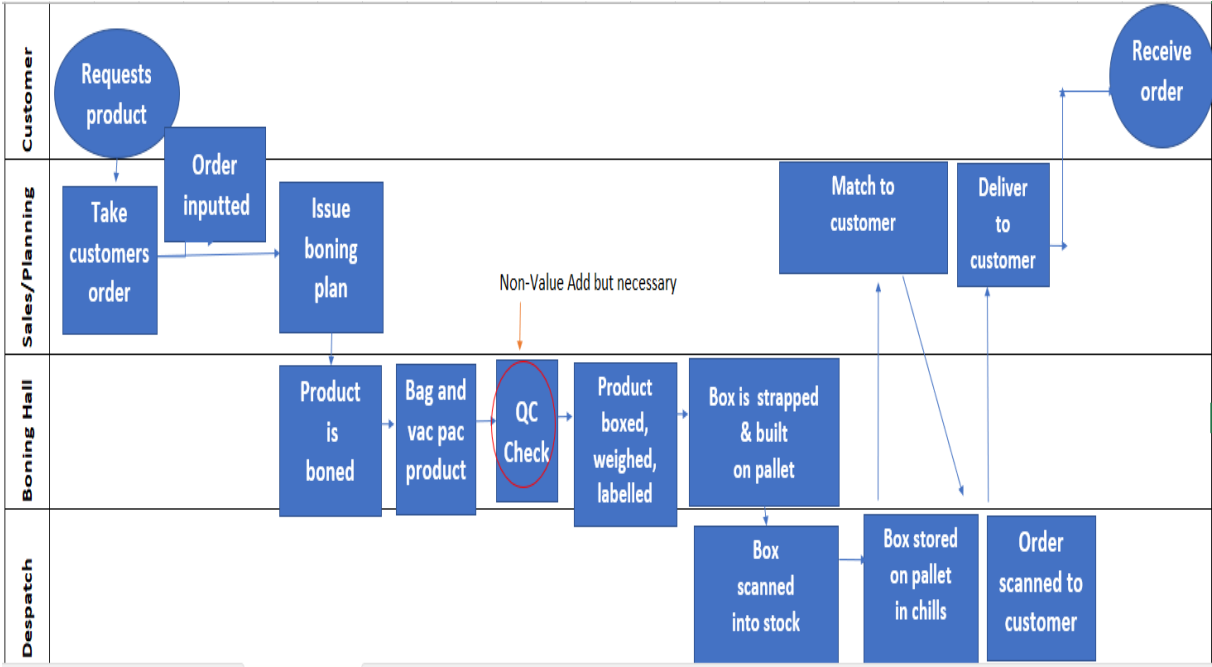 Customer
Requests
product
Receive
order
Sales/Planning
Take
customers
order
Order
inputted
Issue
boning
plan
Match to
customer
Deliver
to
customer
Non-Value Add but necessary
Boning Hall
Product
is
boned
Bag and
vac pac
product
QC
Check
Product
boxed,
weighed,
labelled
Box is strapped
& built
on pallet
Despatch
Box
scanned
into stock
Box stored
on pallet
in chills
Order
scanned to
customer